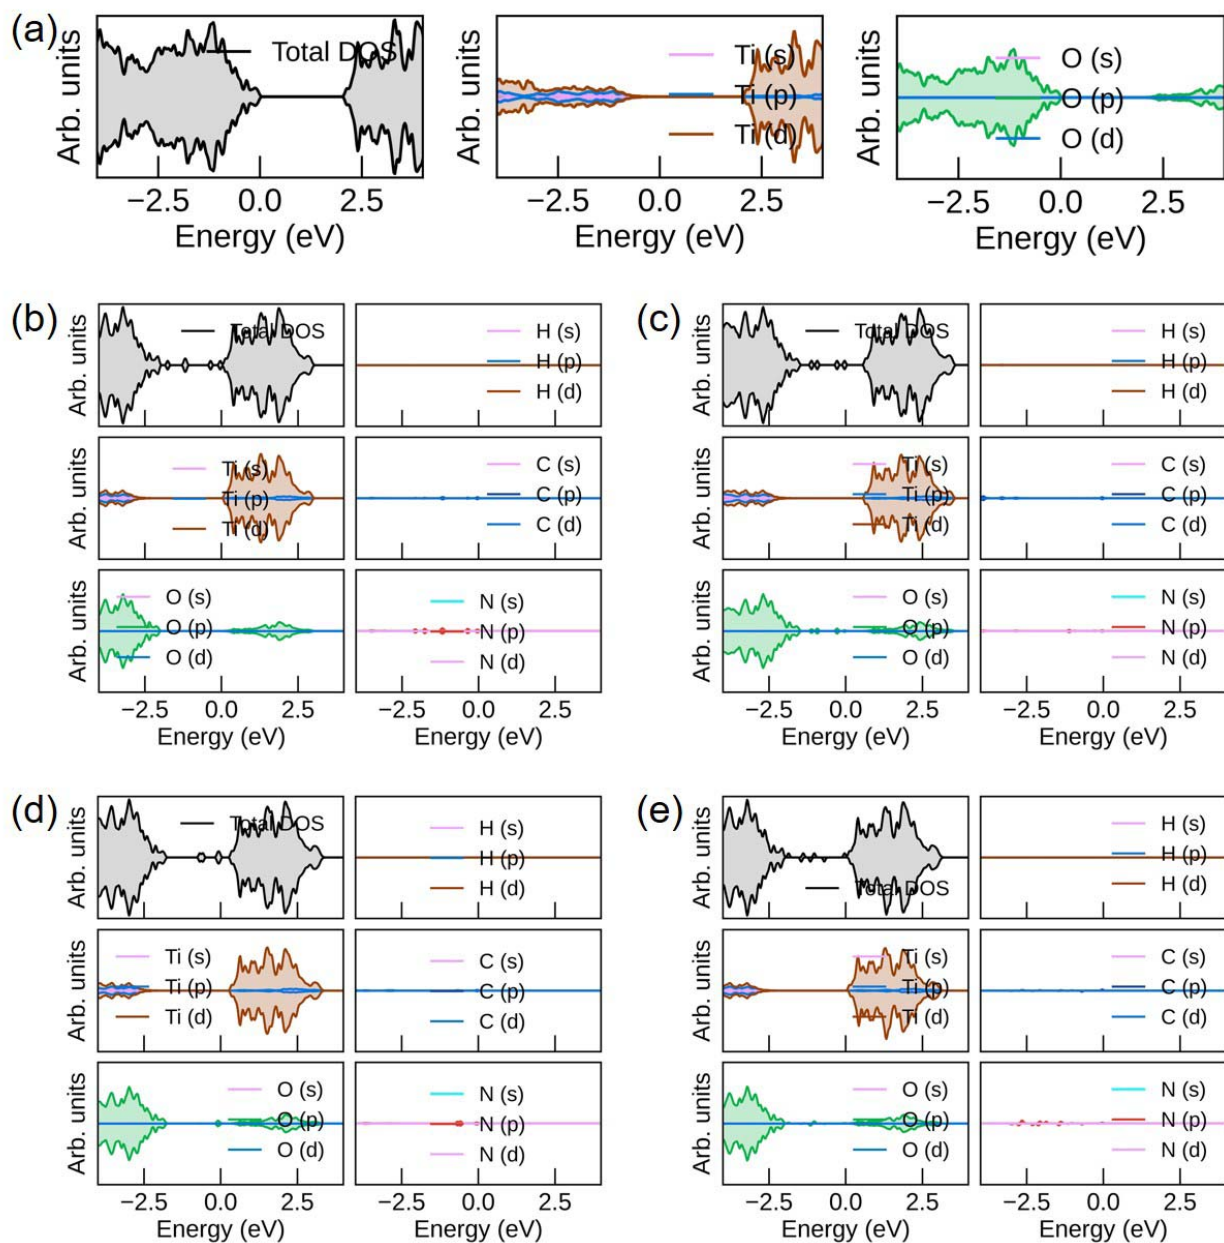 (a)
Arb. units
Total DOS
−2.5 0.0 2.5
Energy (eV)
Arb. units
Ti (s)
Ti (p)
Ti (d)
−2.5 0.0 2.5
Energy (eV)
Arb. units
O (s)
O (p)
O (d)
−2.5 0.0 2.5
Energy (eV)
(b)
Arb. units
Total DOS
H (s)
H (p)
H (d)
Arb. units
Ti (s)
Ti (p)
Ti (d)
C (s)
C (p)
C (d)
Arb. units
O (s)
O (p)
O (d)
N (s)
N (p)
N (d)
−2.5 0.0 2.5
Energy (eV)
−2.5 0.0 2.5
Energy (eV)
(c)
Arb. units
Total DOS
H (s)
H (p)
H (d)
Arb. units
Ti (s)
Ti (p)
Ti (d)
C (s)
C (p)
C (d)
Arb. units
O (s)
O (p)
O (d)
N (s)
N (p)
N (d)
−2.5 0.0 2.5
Energy (eV)
−2.5 0.0 2.5
Energy (eV)
(d)
Arb. units
Total DOS
H (s)
H (p)
H (d)
Arb. units
Ti (s)
Ti (p)
Ti (d)
C (s)
C (p)
C (d)
Arb. units
O (s)
O (p)
O (d)
N (s)
N (p)
N (d)
−2.5 0.0 2.5
Energy (eV)
−2.5 0.0 2.5
Energy (eV)
(e)
Arb. units
Total DOS
H (s)
H (p)
H (d)
Arb. units
Ti (s)
Ti (p)
Ti (d)
C (s)
C (p)
C (d)
Arb. units
O (s)
O (p)
O (d)
N (s)
N (p)
N (d)
−2.5 0.0 2.5
Energy (eV)
−2.5 0.0 2.5
Energy (eV)